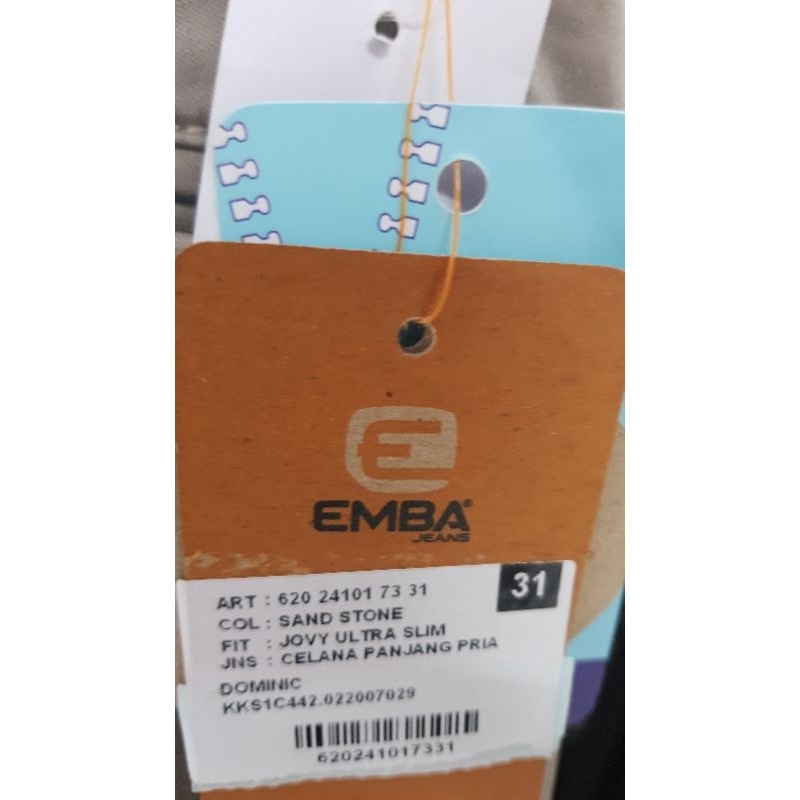 EMBA®
JEANS
31
ART : 620 24101 73 31
COL : SAND STONE
FIT : JOVY ULTRA SLIM
JNS : CELANA PANJANG PRIA
DOMINIC
KKS1C442.022007029
620241017331